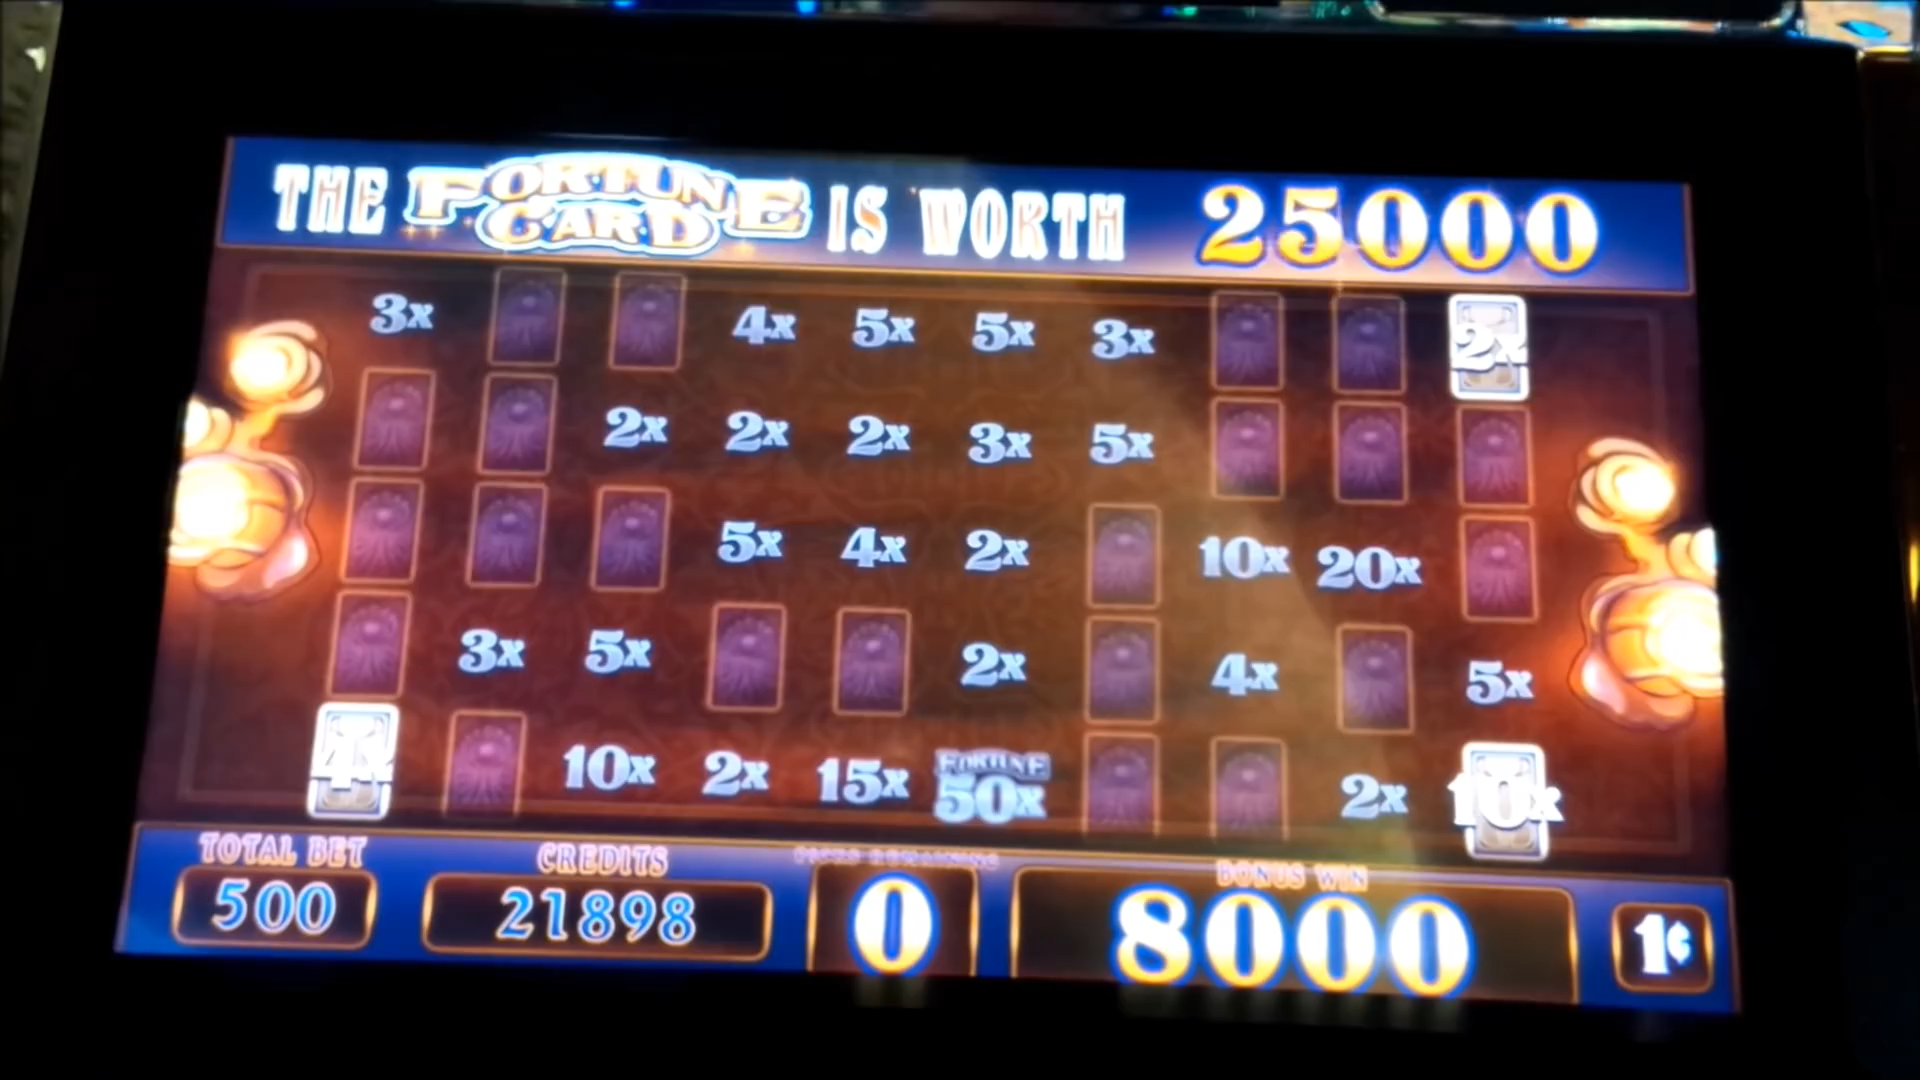 THE FORTUNE CARD IS WORTH 25000
3x 4x 5x 5x 3x 2x
2x 2x 2x 3x 5x
5x 4x 2x 10x 20x
3x 5x 2x 4x 5x
4x 10x 2x 15x FORTUNE 50x 2x 10x
TOTAL BET CREDITS PICKS REMAINING BONUS WIN
500 21898 0 8000 1¢